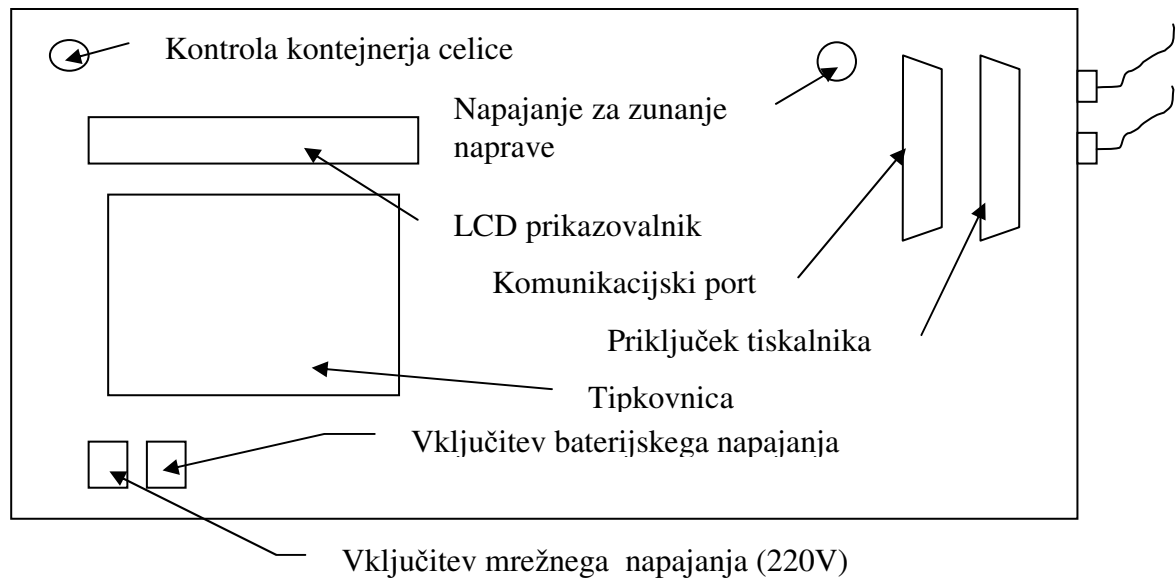 Kontrola kontejnerja celice
Napajanje za zunanje
naprave
LCD prikazovalnik
Komunikacijski port
Priključek tiskalnika
Tipkovnica
Vključitev baterijskega napajanja
Vključitev mrežnega napajanja (220V)